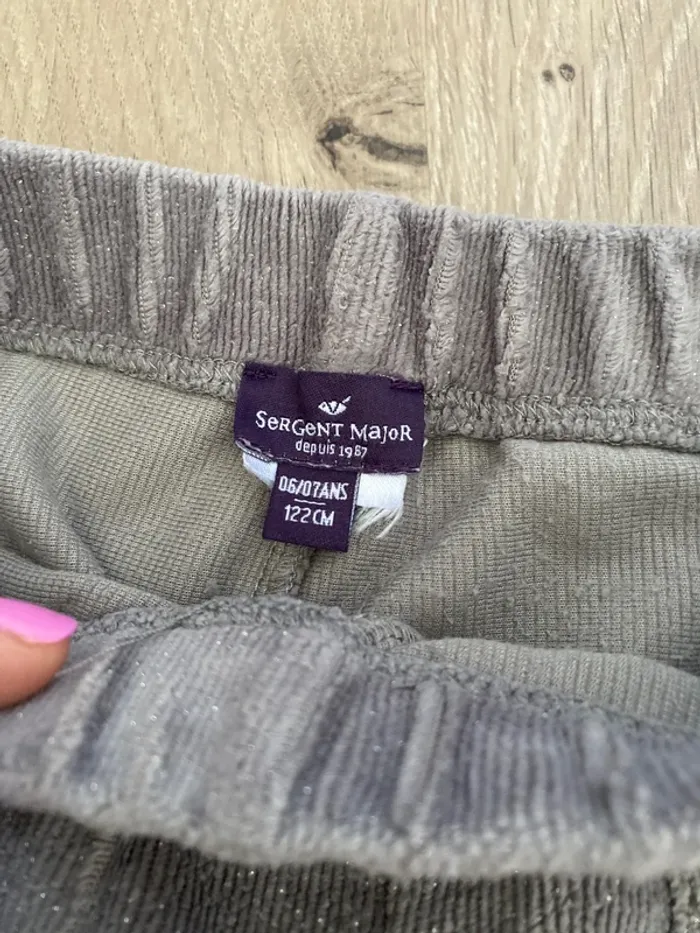 SeRGeNT MaJoR
depuis 1987
06/07ANS
122CM